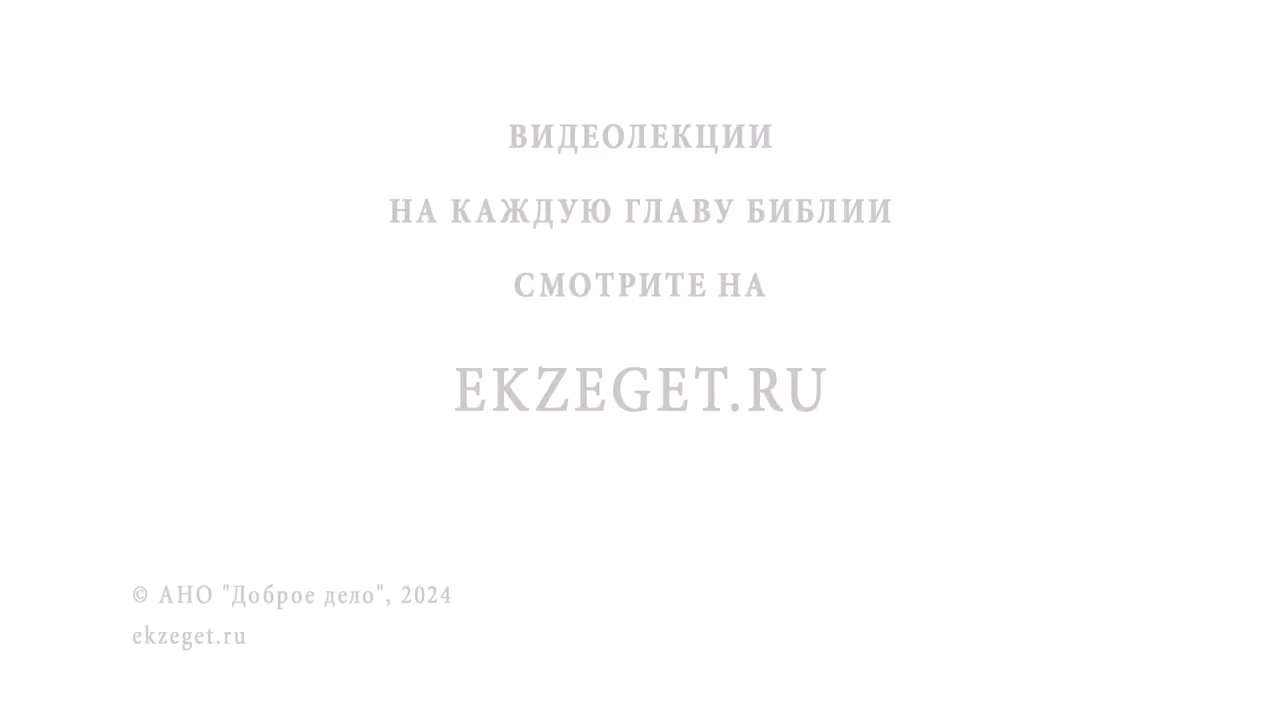 ВИДЕОЛЕКЦИИ
НА КАЖДУЮ ГЛАВУ БИБЛИИ
СМОТРИТЕ НА
EKZEGET.RU
© АНО "Доброе дело", 2024
ekzeget.ru